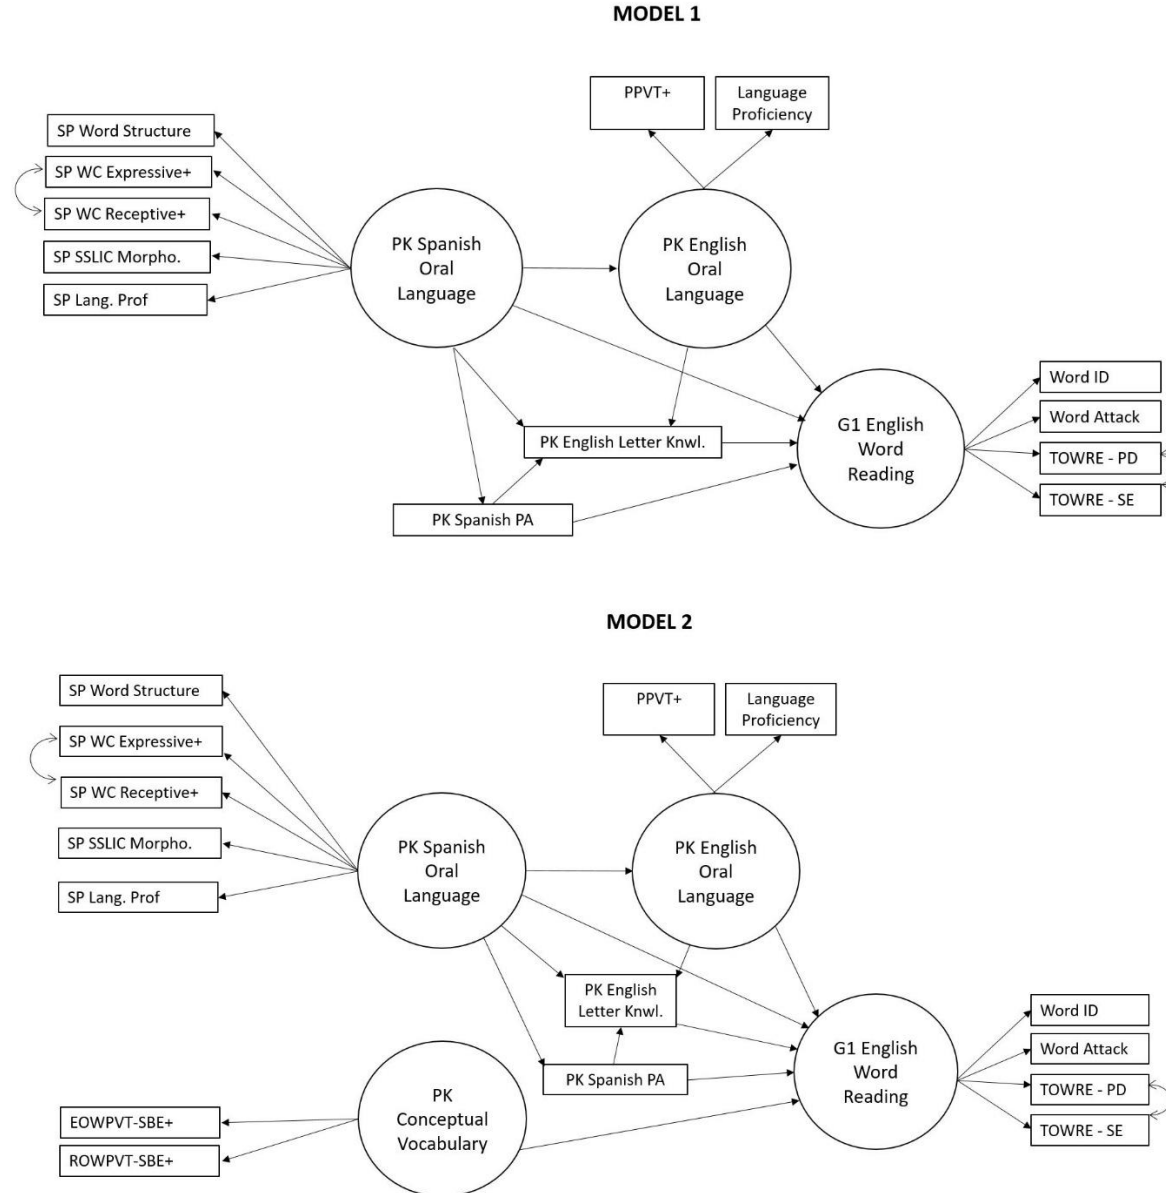 MODEL 1
PPVT+
Language
Proficiency
SP Word Structure
SP WC Expressive+
SP WC Receptive+
SP SSLIC Morpho.
SP Lang. Prof
PK Spanish
Oral
Language
PK English
Oral
Language
PK English Letter Knwl.
PK Spanish PA
G1 English
Word
Reading
Word ID
Word Attack
TOWRE - PD
TOWRE - SE
MODEL 2
PPVT+
Language
Proficiency
SP Word Structure
SP WC Expressive+
SP WC Receptive+
SP SSLIC Morpho.
SP Lang. Prof
PK Spanish
Oral
Language
PK English
Oral
Language
PK English
Letter Knwl.
PK Spanish PA
G1 English
Word
Reading
Word ID
Word Attack
TOWRE - PD
TOWRE - SE
PK
Conceptual
Vocabulary
EOWPVT-SBE+
ROWPVT-SBE+